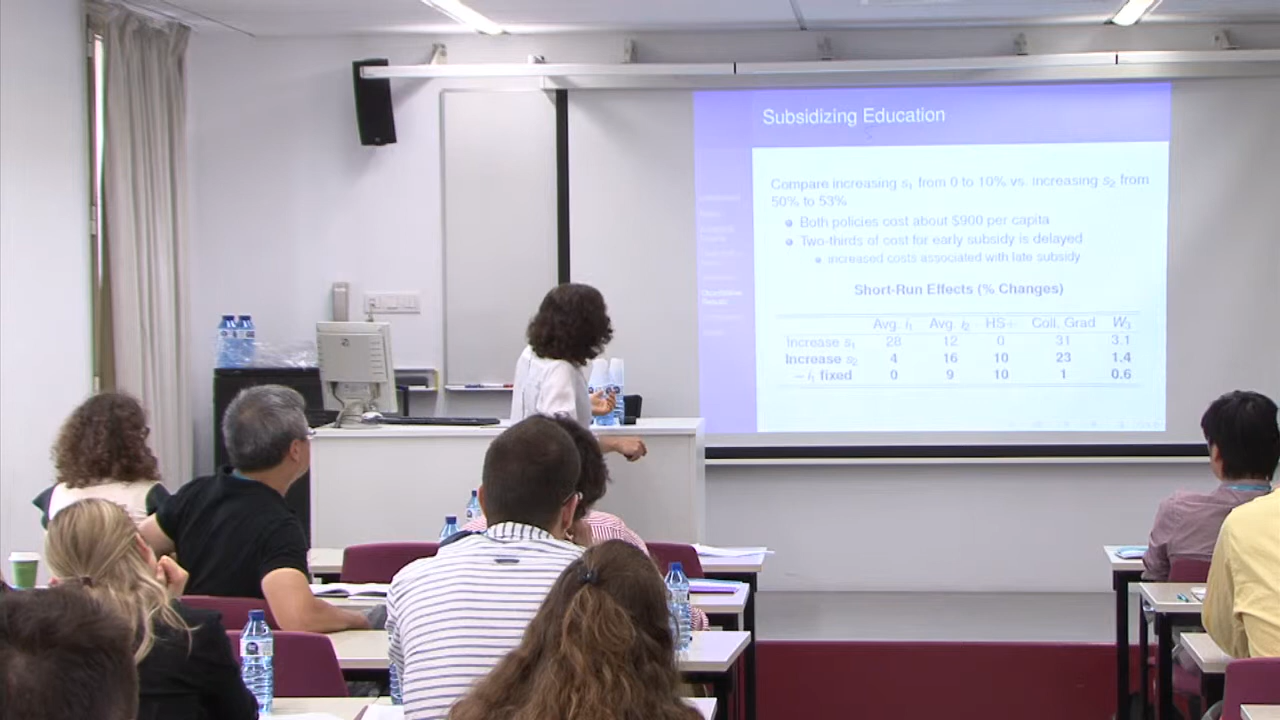 Subsidizing Education
Compare increasing s₁ from 0 to 10% vs. increasing s₂ from
50% to 53%
Both policies cost about $900 per capita
Two-thirds of cost for early subsidy is delayed
increased costs associated with late subsidy
Short-Run Effects (% Changes)
Avg. i₁ Avg. i₂ HS+ Coll. Grad W₃
Increase s₁ 28 12 0 31 3.1
Increase s₂ 4 16 10 23 1.4
– i₁ fixed 0 9 10 1 0.6